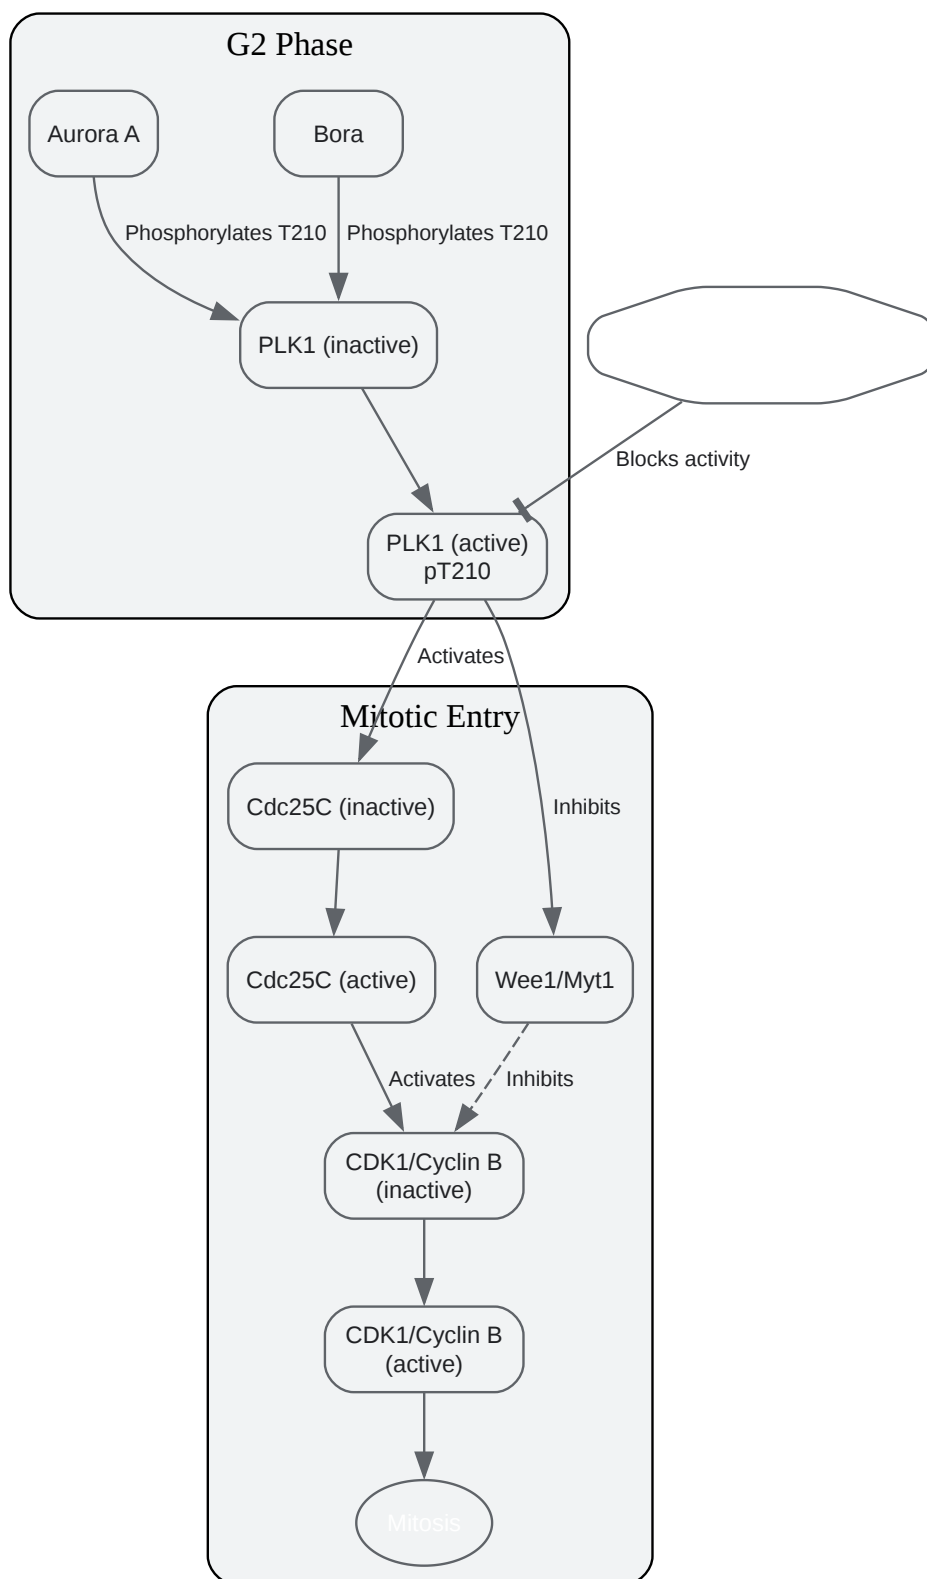 G2 Phase
Aurora A
Bora
Phosphorylates T210
Phosphorylates T210
PLK1 (inactive)
Blocks activity
PLK1 (active)
pT210
Activates
Mitotic Entry
Cdc25C (inactive)
Inhibits
Cdc25C (active)
Wee1/Myt1
Activates
Inhibits
CDK1/Cyclin B
(inactive)
CDK1/Cyclin B
(active)
Mitosis